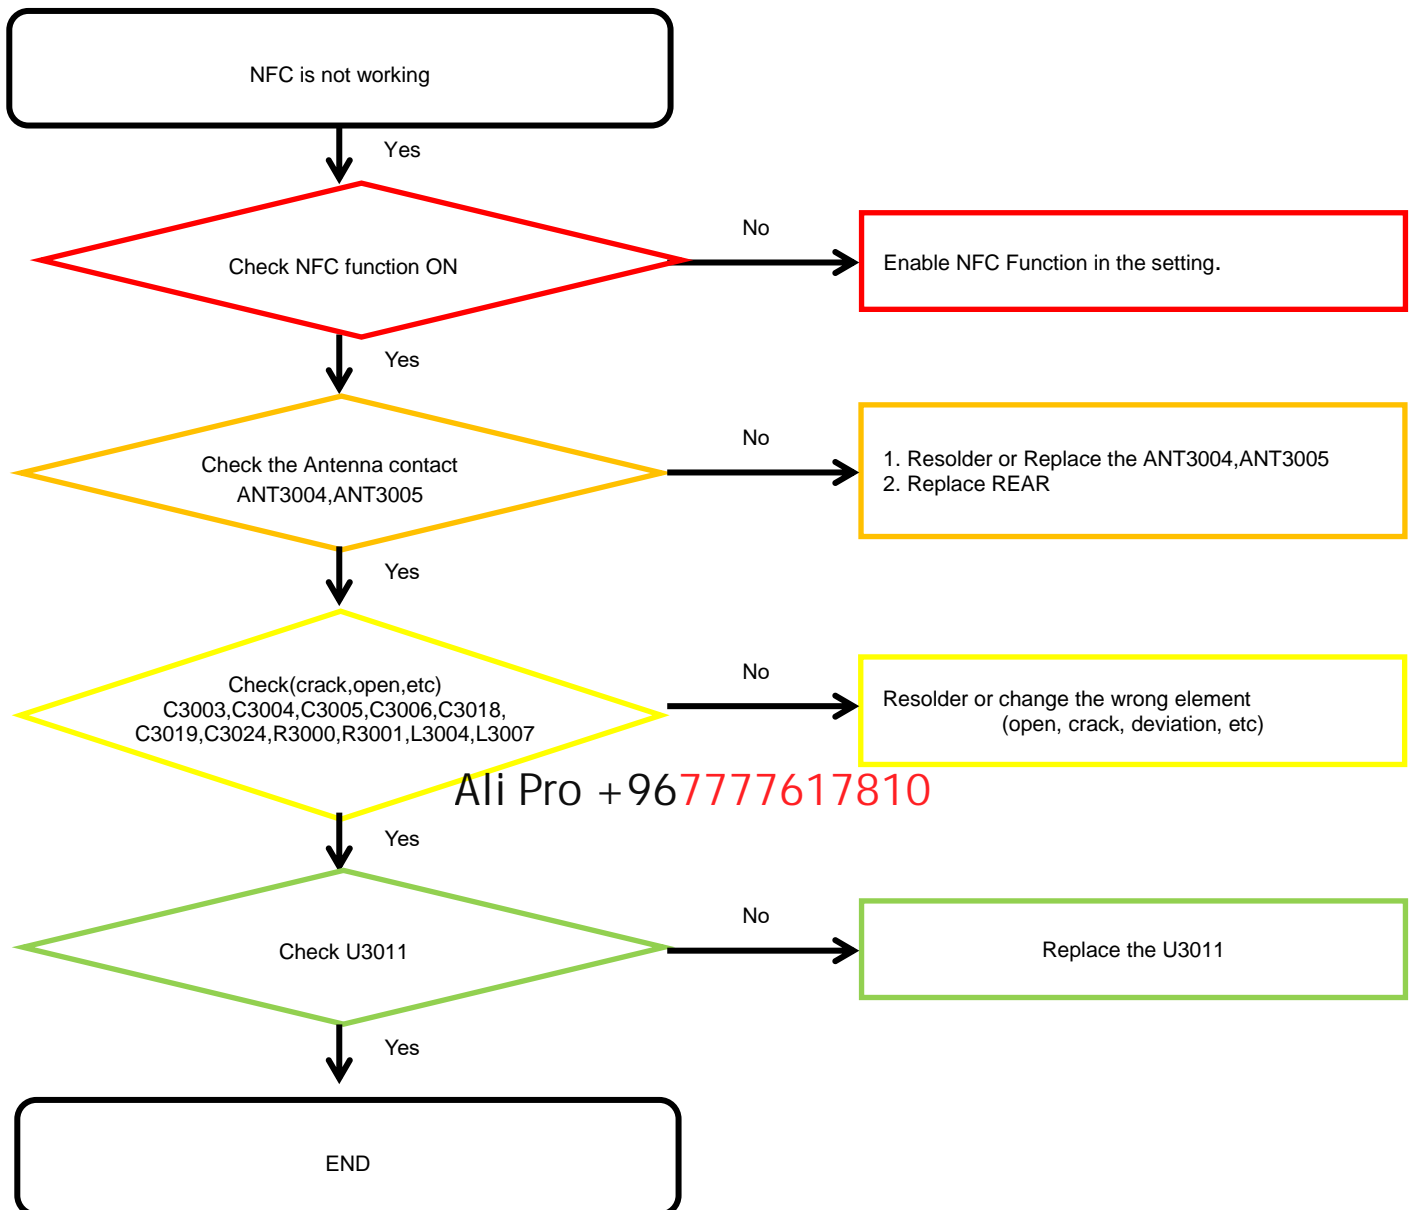 NFC is not working
Yes
Check NFC function ON
No
Enable NFC Function in the setting.
Yes
Check the Antenna contact
ANT3004,ANT3005
No
1. Resolder or Replace the ANT3004,ANT3005
2. Replace REAR
Yes
Check(crack,open,etc)
C3003,C3004,C3005,C3006,C3018,
C3019,C3024,R3000,R3001,L3004,L3007
No
Resolder or change the wrong element
(open, crack, deviation, etc)
Ali Pro +967777617810
Yes
Check U3011
No
Replace the U3011
Yes
END